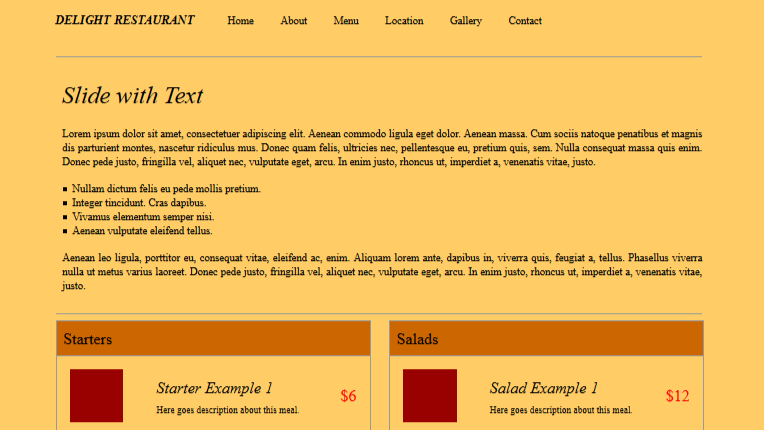 DELIGHT RESTAURANT Home About Menu Location Gallery Contact
Slide with Text
Lorem ipsum dolor sit amet, consectetuer adipiscing elit. Aenean commodo ligula eget dolor. Aenean massa. Cum sociis natoque penatibus et magnis
dis parturient montes, nascetur ridiculus mus. Donec quam felis, ultricies nec, pellentesque eu, pretium quis, sem. Nulla consequat massa quis enim.
Donec pede justo, fringilla vel, aliquet nec, vulputate eget, arcu. In enim justo, rhoncus ut, imperdiet a, venenatis vitae, justo.
▪ Nullam dictum felis eu pede mollis pretium.
▪ Integer tincidunt. Cras dapibus.
▪ Vivamus elementum semper nisi.
▪ Aenean vulputate eleifend tellus.
Aenean leo ligula, porttitor eu, consequat vitae, eleifend ac, enim. Aliquam lorem ante, dapibus in, viverra quis, feugiat a, tellus. Phasellus viverra
nulla ut metus varius laoreet. Donec pede justo, fringilla vel, aliquet nec, vulputate eget, arcu. In enim justo, rhoncus ut, imperdiet a, venenatis vitae,
justo.
Starters
Starter Example 1
Here goes description about this meal.
$6
Salads
Salad Example 1
Here goes description about this meal.
$12